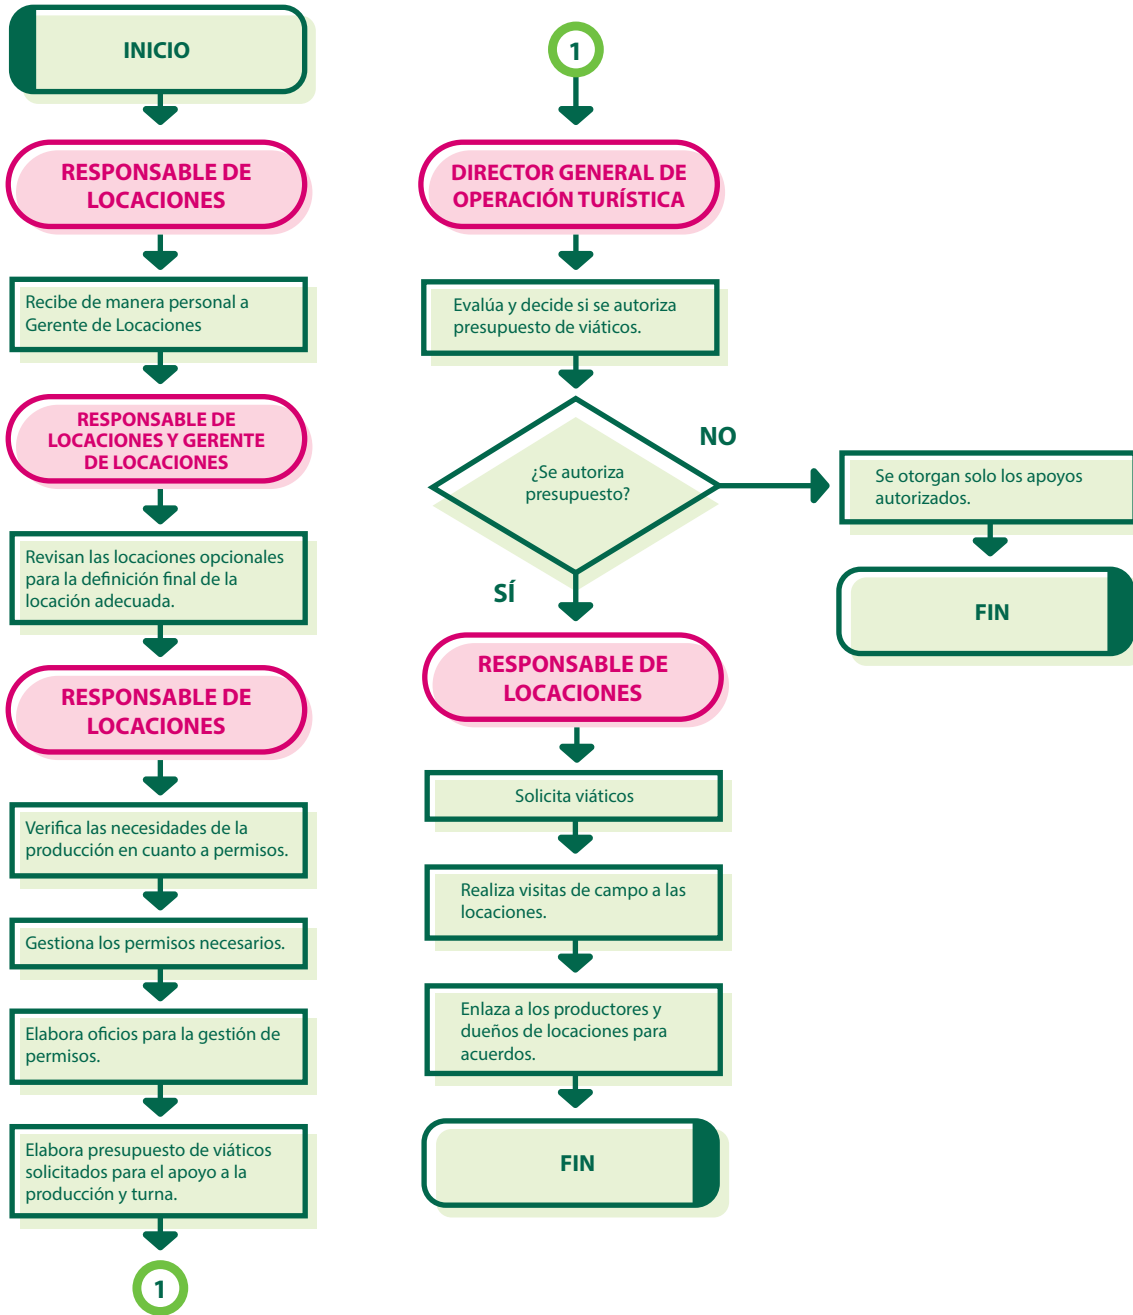 INICIO
RESPONSABLE DE
LOCACIONES
Recibe de manera personal a
Gerente de Locaciones
RESPONSABLE DE
LOCACIONES Y GERENTE
DE LOCACIONES
Revisan las locaciones opcionales
para la definición final de la
locación adecuada.
RESPONSABLE DE
LOCACIONES
Verifica las necesidades de la
producción en cuanto a permisos.
Gestiona los permisos necesarios.
Elabora oficios para la gestión de
permisos.
Elabora presupuesto de viáticos
solicitados para el apoyo a la
producción y turna.
1
1
DIRECTOR GENERAL DE
OPERACIÓN TURÍSTICA
Evalúa y decide si se autoriza
presupuesto de viáticos.
¿Se autoriza
presupuesto?
NO
Se otorgan solo los apoyos
autorizados.
FIN
SÍ
RESPONSABLE DE
LOCACIONES
Solicita viáticos
Realiza visitas de campo a las
locaciones.
Enlaza a los productores y
dueños de locaciones para
acuerdos.
FIN